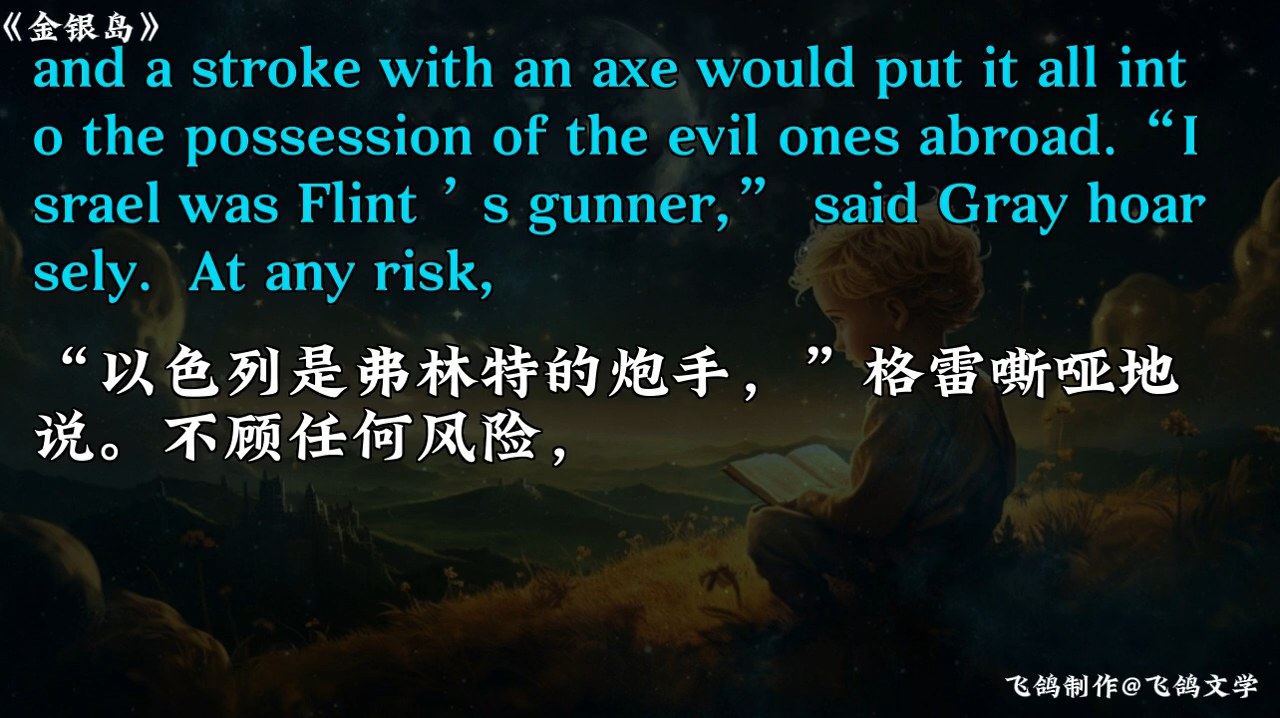 《金银岛》
and a stroke with an axe would put it all int
o the possession of the evil ones abroad. “I
srael was Flint ’s gunner,” said Gray hoar
sely. At any risk,
“以色列是弗林特的炮手，”格雷嘶哑地
说。不顾任何风险，
飞鸽制作@飞鸽文学